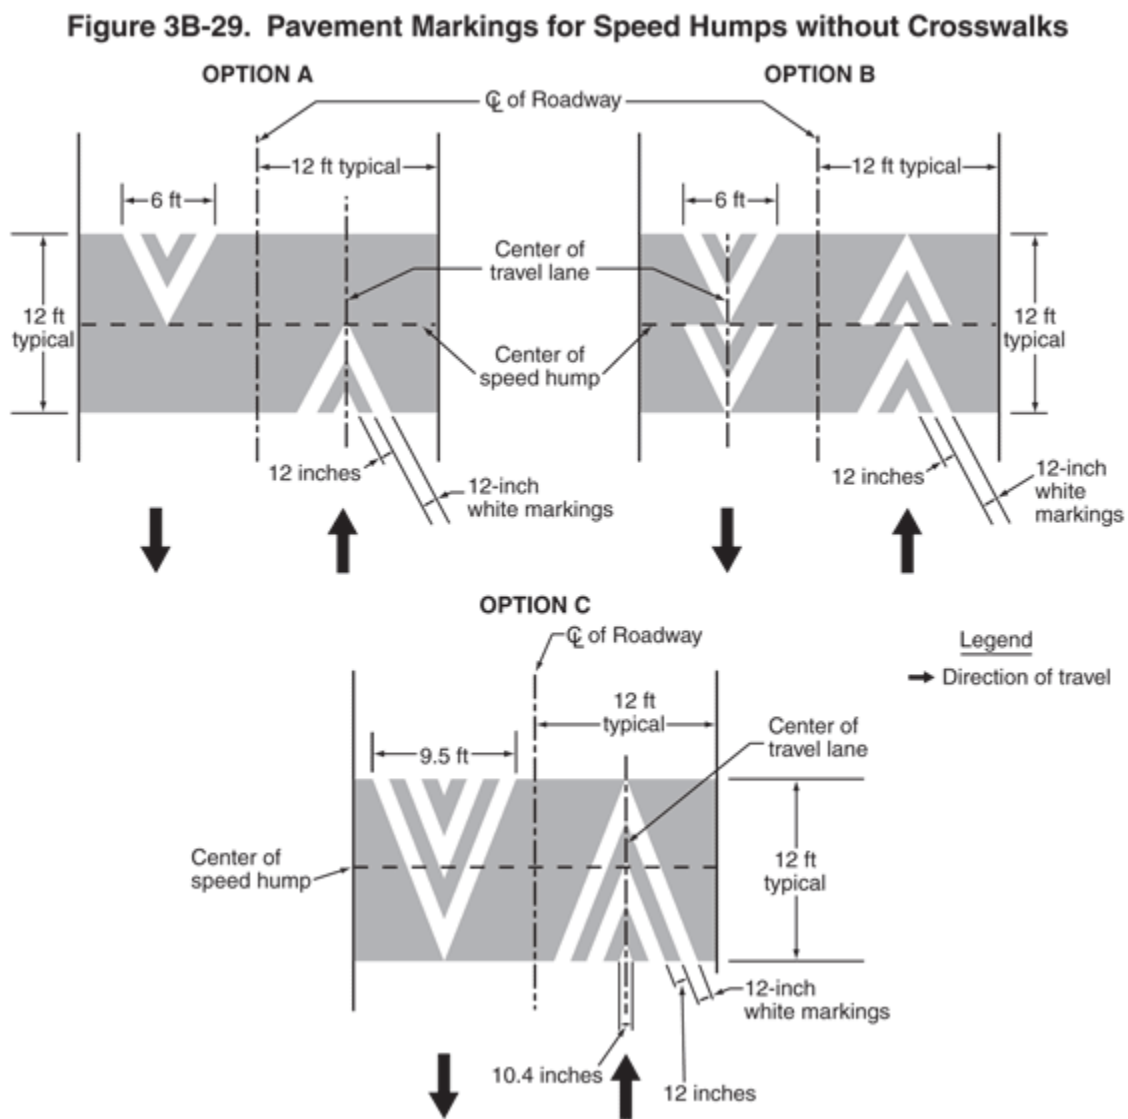 Figure 3B-29. Pavement Markings for Speed Humps without Crosswalks
OPTION A
OPTION B
℄ of Roadway
12 ft typical
12 ft typical
6 ft
6 ft
Center of
travel lane
12 ft
typical
12 ft
typical
Center of
speed hump
12 inches
12-inch
white markings
12 inches
12-inch
white
markings
OPTION C
℄ of Roadway
Legend
Direction of travel
12 ft
typical
Center of
travel lane
9.5 ft
Center of
speed hump
12 ft
typical
12-inch
white markings
10.4 inches
12 inches